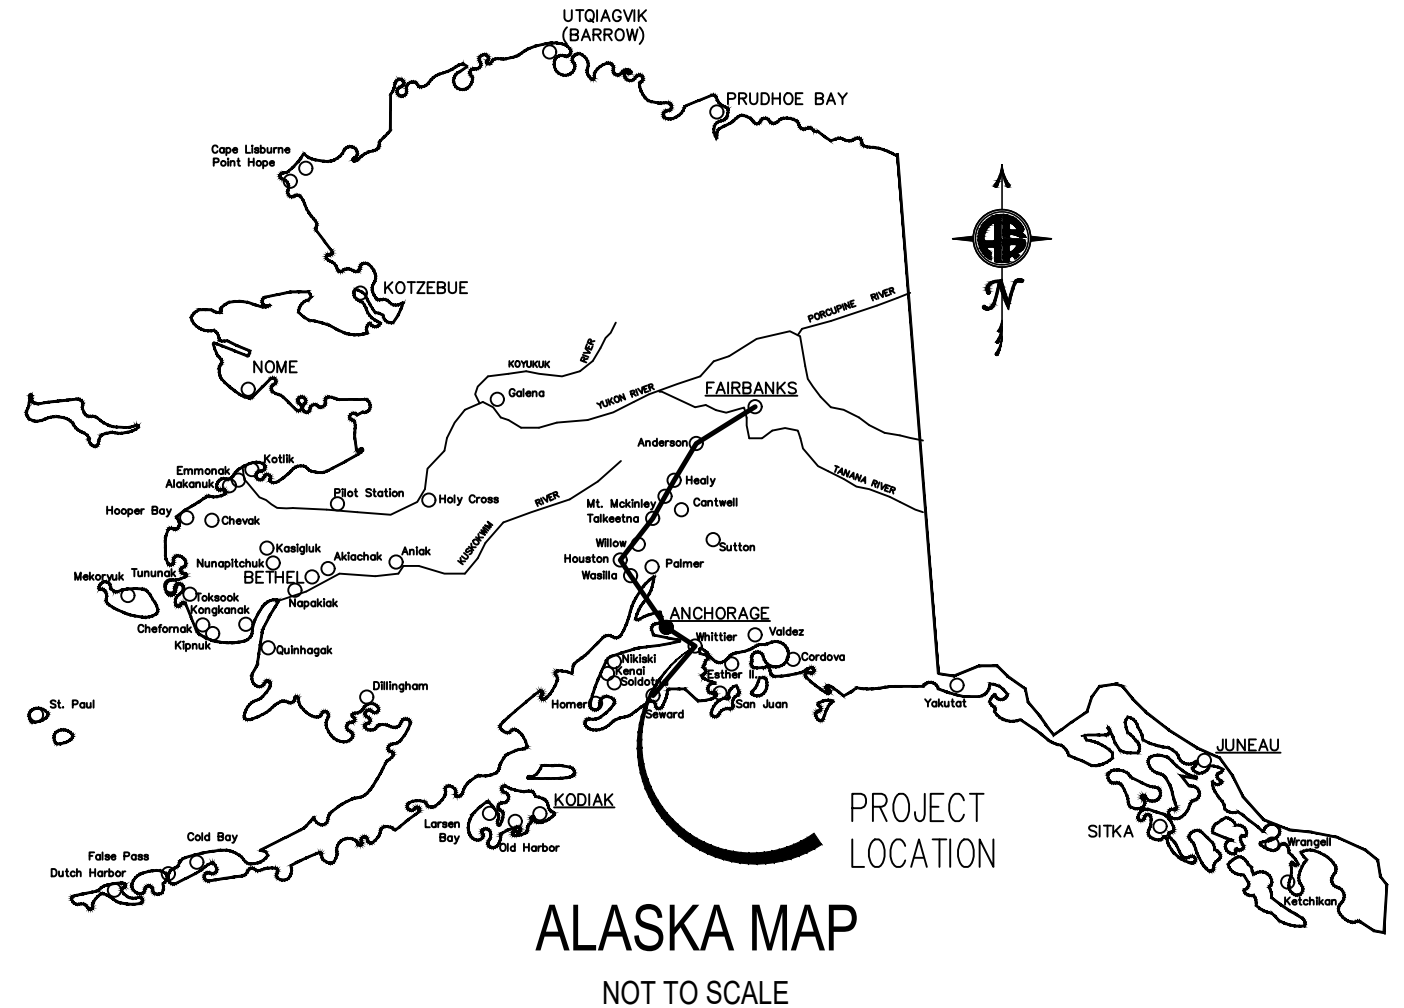 UTQIAGVIK
(BARROW)
PRUDHOE BAY
Cape Lisburne
Point Hope
KOTZEBUE
N
PORCUPINE RIVER
NOME
KOYUKUK RIVER
Galena
YUKON RIVER
FAIRBANKS
Anderson
TANANA RIVER
Kotlik
Emmonak
Alakanuk
Healy
Pilot Station
Holy Cross
RIVER
KUSKOKWIM
Mt. Mckinley
Cantwell
Talkeetna
Hooper Bay
Chevak
Willow
Sutton
Kasigluk
Nunapitchuk
Akiachak
Aniak
Houston
Palmer
Wasilla
BETHEL
Tununak
Mekoryuk
Toksook
Napakiak
Kongkanak
Chefornak
Kipnuk
ANCHORAGE
Whittier
Valdez
Quinhagak
Cordova
Nikiski
Kenai
Soldotn
Esther Il.
Dillingham
St. Paul
Homer
Seward
San Juan
Yakutat
JUNEAU
KODIAK
Larsen
Bay
Old Harbor
PROJECT
LOCATION
SITKA
Wrangell
Cold Bay
False Pass
Dutch Harbor
Ketchikan
ALASKA MAP
NOT TO SCALE